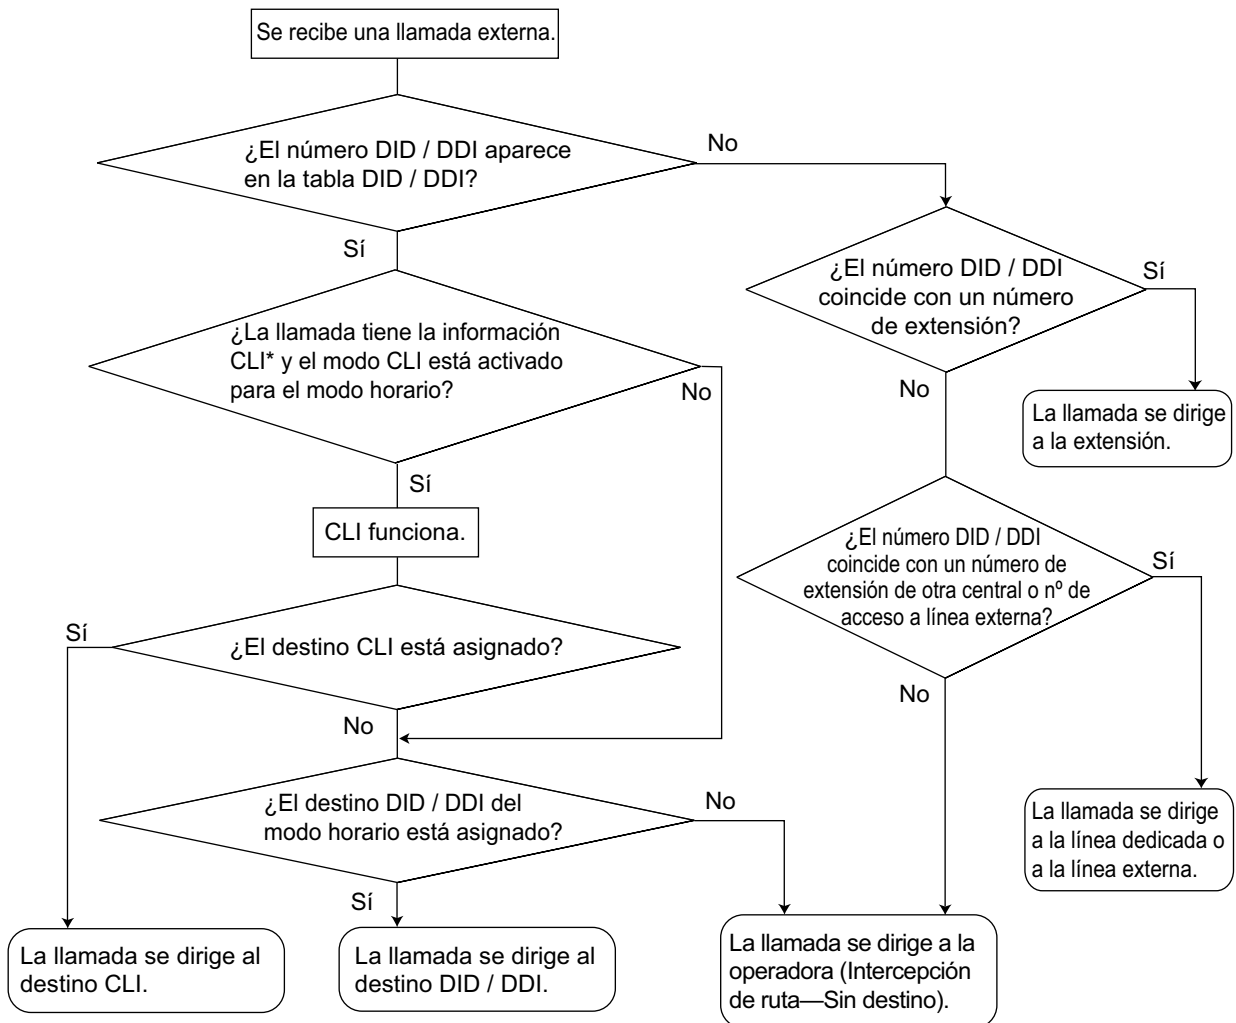 Se recibe una llamada externa.
¿El número DID / DDI aparece
en la tabla DID / DDI?
No
Sí
¿El número DID / DDI
coincide con un número
de extensión?
Sí
No
La llamada se dirige
a la extensión.
¿La llamada tiene la información
CLI* y el modo CLI está activado
para el modo horario?
No
Sí
CLI funciona.
¿El número DID / DDI
coincide con un número de
extensión de otra central o nº de
acceso a línea externa?
Sí
No
¿El destino CLI está asignado?
Sí
No
¿El destino DID / DDI del
modo horario está asignado?
No
Sí
La llamada se dirige
a la línea dedicada o
a la línea externa.
La llamada se dirige al
destino CLI.
La llamada se dirige al
destino DID / DDI.
La llamada se dirige a la
operadora (Intercepción
de ruta—Sin destino).